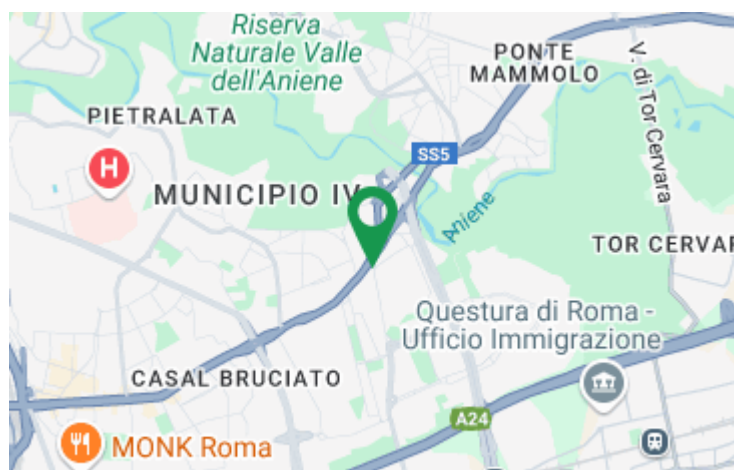 Riserva
Naturale Valle
dell'Aniene
PONTE
MAMMOLO
V. di Tor Cervara
PIETRALATA
SS5
H
MUNICIPIO IV
Aniene
TOR CERVAR
Questura di Roma -
Ufficio Immigrazione
CASAL BRUCIATO
A24
MONK Roma